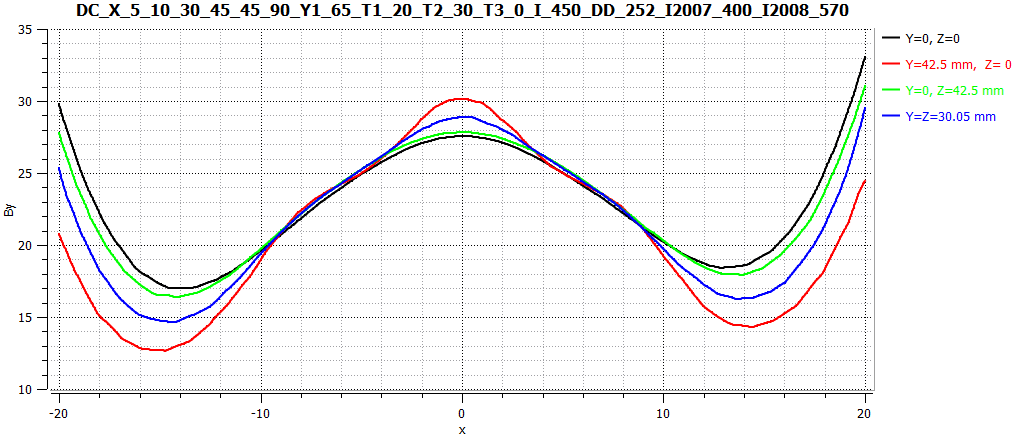 DC_X_5_10_30_45_45_90_Y1_65_T1_20_T2_30_T3_0_I_450_DD_252_I2007_400_I2008_570
Y=0, Z=0
Y=42.5 mm, Z= 0
Y=0, Z=42.5 mm
Y=Z=30.05 mm
35
30
25
20
15
10
By
-20 -10 0 10 20
x